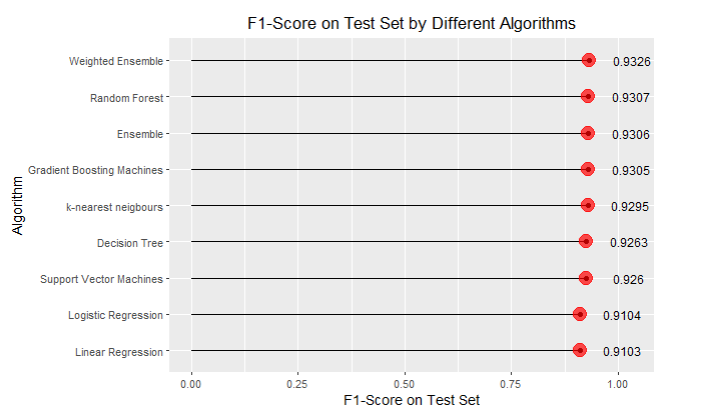 F1-Score on Test Set by Different Algorithms
Algorithm
Weighted Ensemble 0.9326
Random Forest 0.9307
Ensemble 0.9306
Gradient Boosting Machines 0.9305
k-nearest neigbours 0.9295
Decision Tree 0.9263
Support Vector Machines 0.926
Logistic Regression 0.9104
Linear Regression 0.9103
0.00 0.25 0.50 0.75 1.00
F1-Score on Test Set